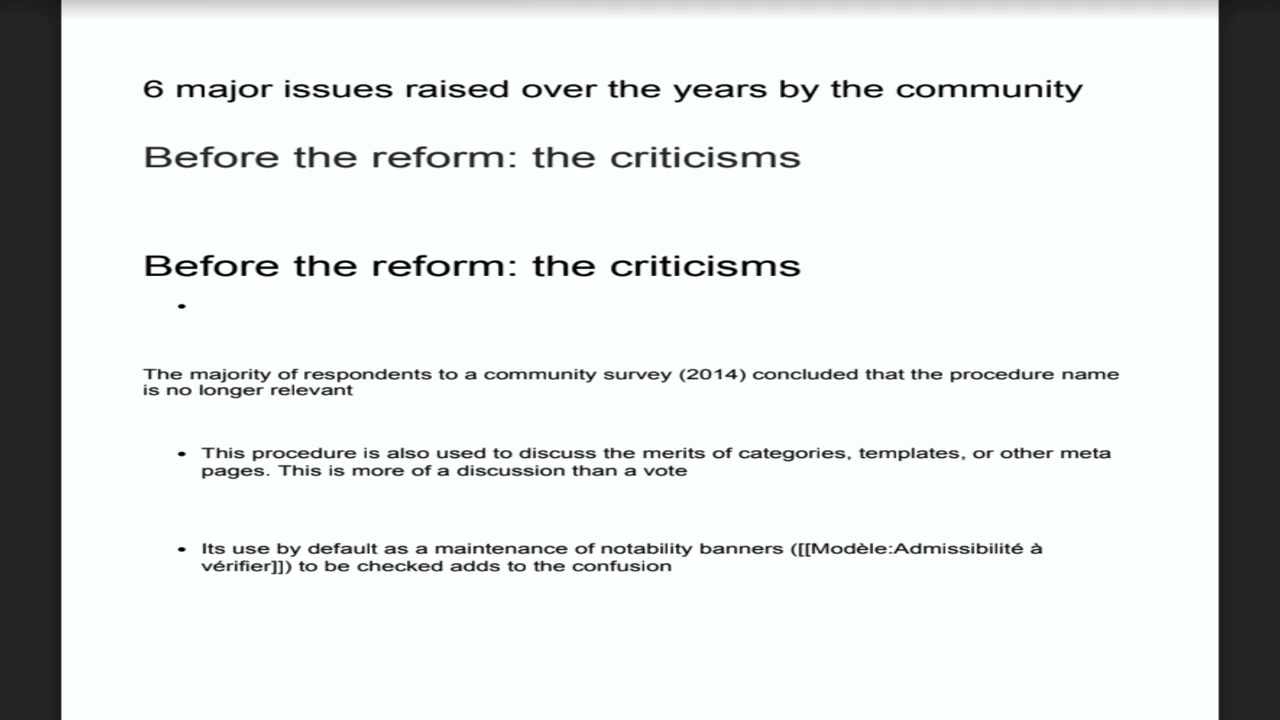 6 major issues raised over the years by the community
Before the reform: the criticisms
Before the reform: the criticisms
•
The majority of respondents to a community survey (2014) concluded that the procedure name
is no longer relevant
• This procedure is also used to discuss the merits of categories, templates, or other meta
pages. This is more of a discussion than a vote
• Its use by default as a maintenance of notability banners ([[Modèle:Admissibilité à
vérifier]]) to be checked adds to the confusion